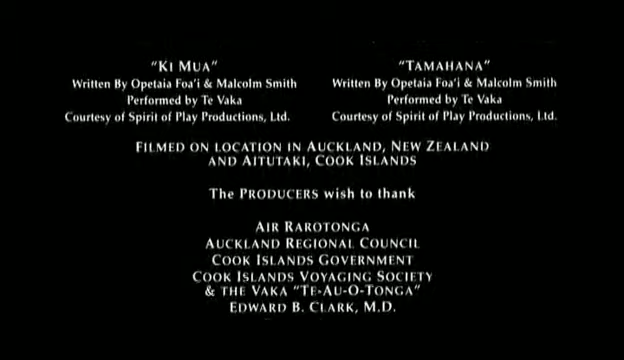 "KI MUA"
WRITTEN BY OPETAIA FOA'I & MALCOLM SMITH
PERFORMED BY TE VAKA
COURTESY OF SPIRIT OF PLAY PRODUCTIONS, LTD.
"TAMAHANA"
WRITTEN BY OPETAIA FOA'I & MALCOLM SMITH
PERFORMED BY TE VAKA
COURTESY OF SPIRIT OF PLAY PRODUCTIONS, LTD.
FILMED ON LOCATION IN AUCKLAND, NEW ZEALAND
AND AITUTAKI, COOK ISLANDS
The PRODUCERS wish to thank
AIR RAROTONGA
AUCKLAND REGIONAL COUNCIL
COOK ISLANDS GOVERNMENT
COOK ISLANDS VOYAGING SOCIETY
& THE VAKA "TE-AU-O-TONGA"
EDWARD B. CLARK, M.D.